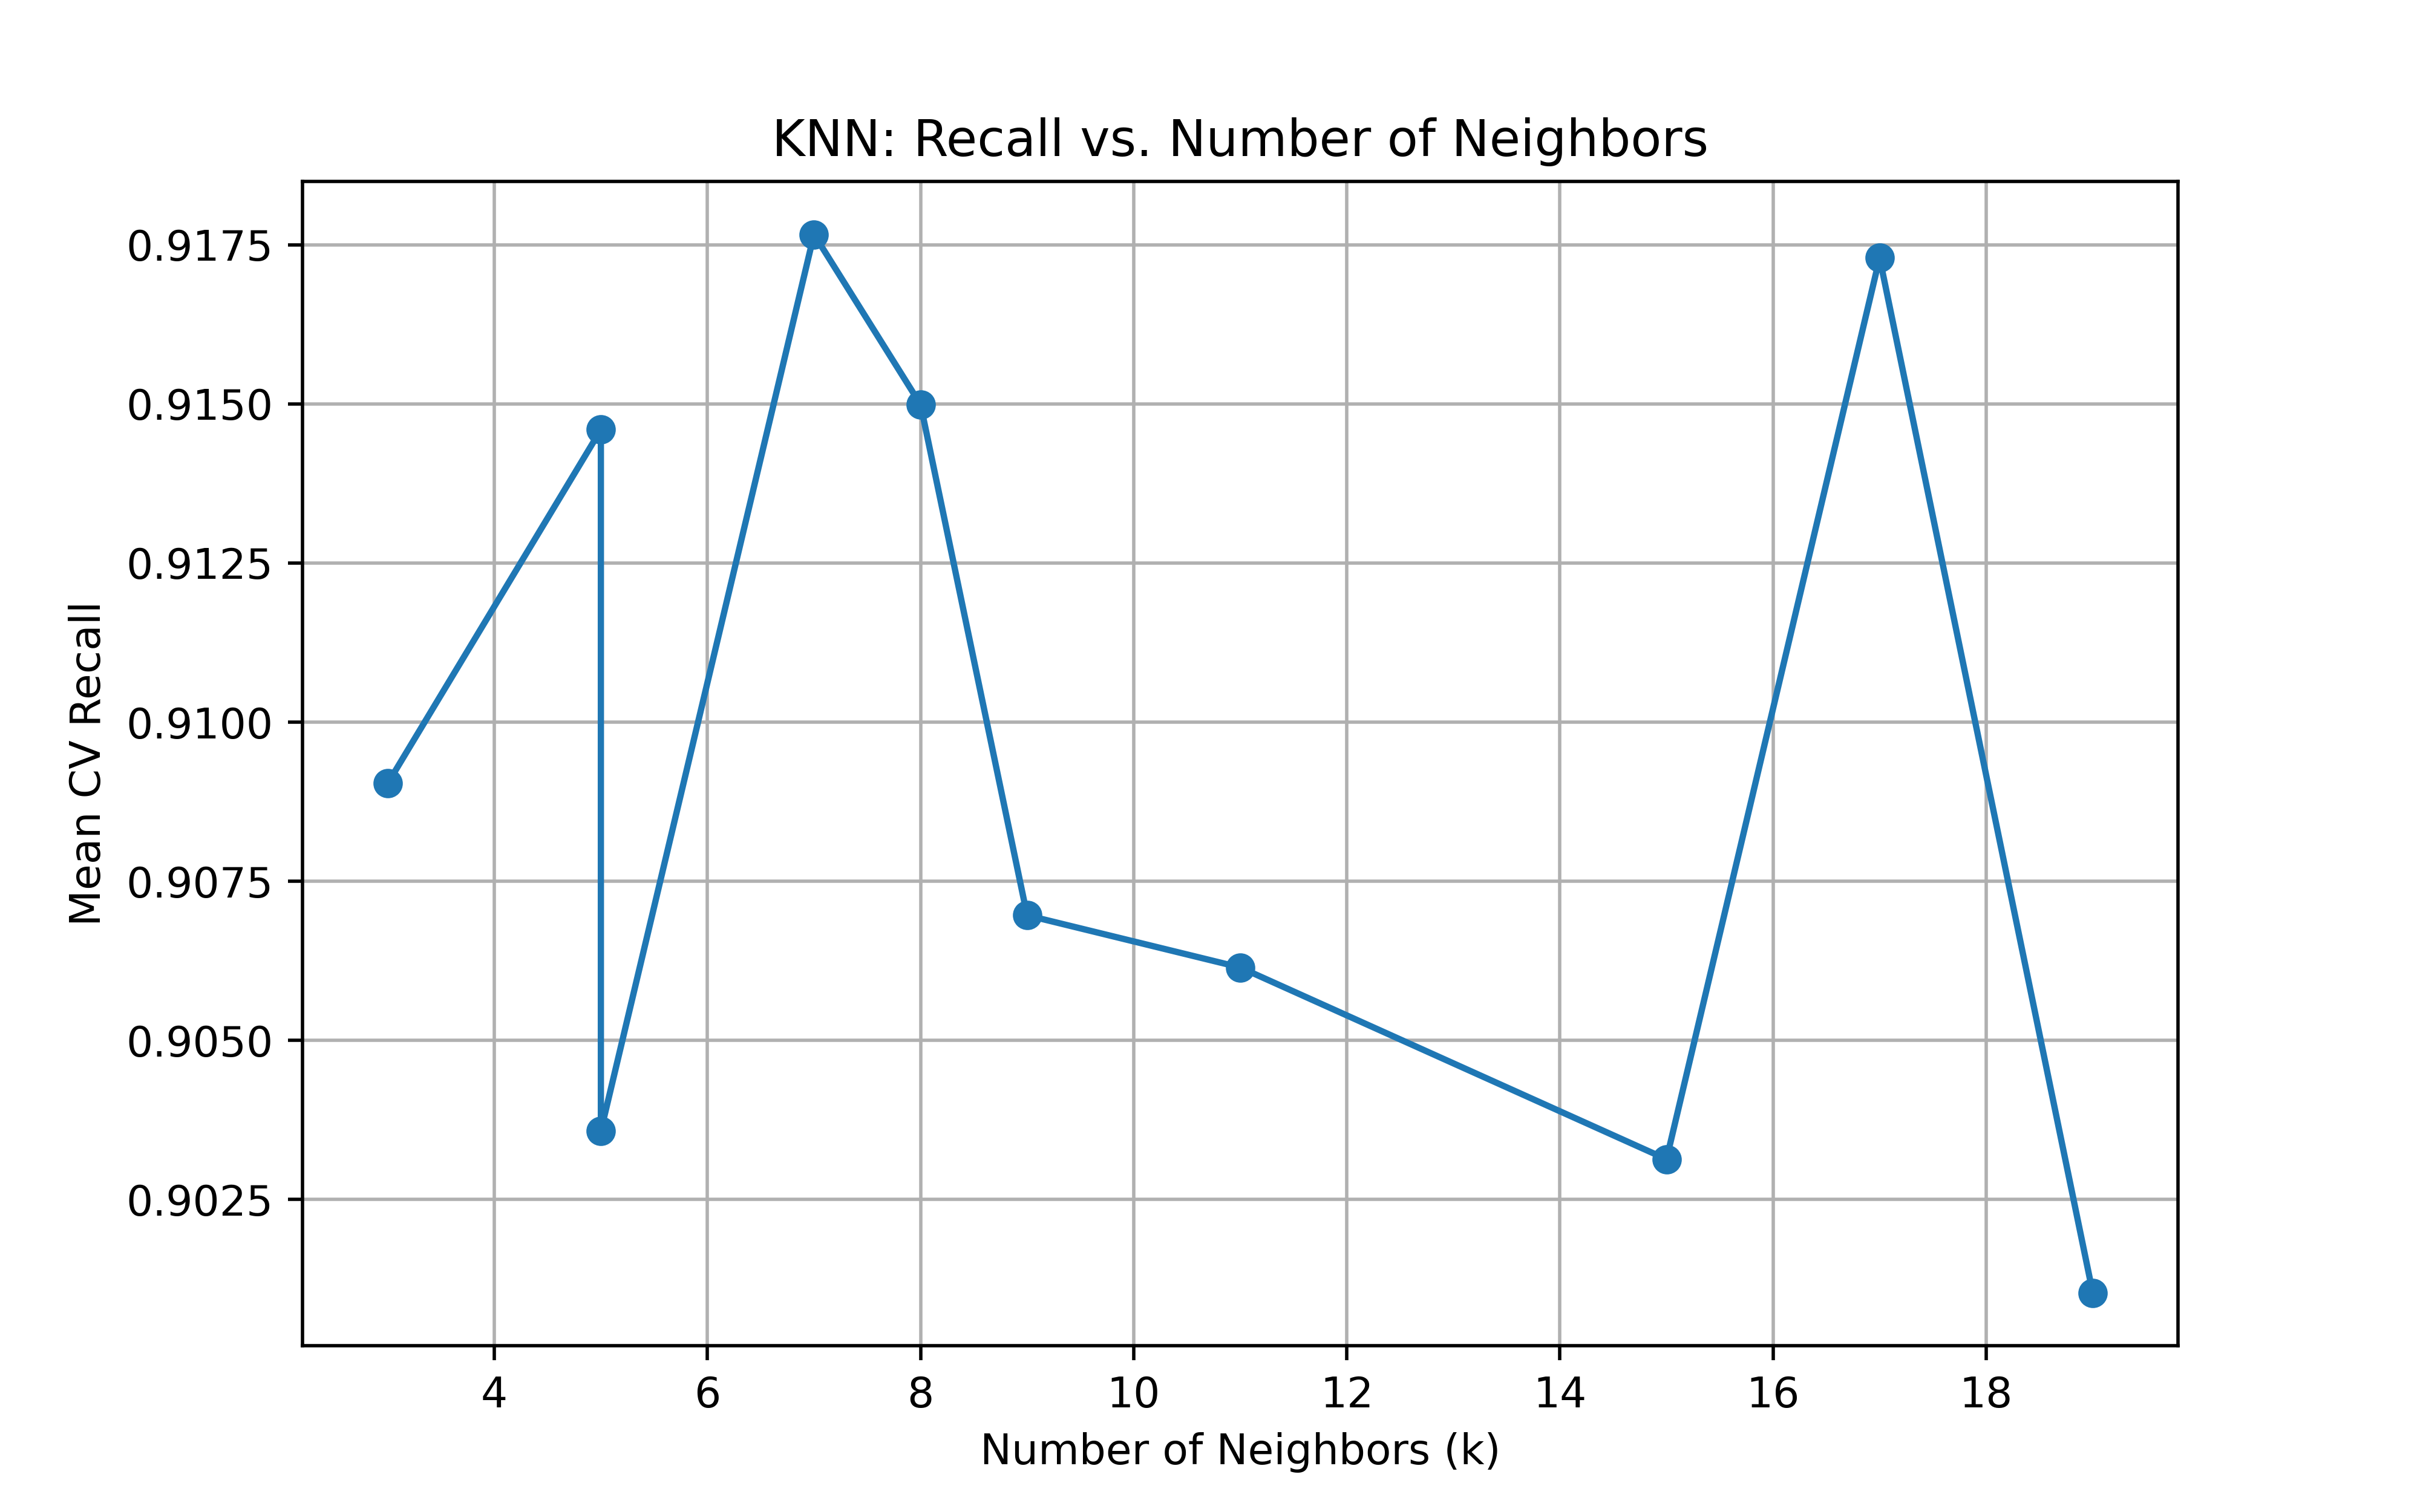 KNN: Recall vs. Number of Neighbors
Mean CV Recall
0.9175
0.9150
0.9125
0.9100
0.9075
0.9050
0.9025
4 6 8 10 12 14 16 18
Number of Neighbors (k)